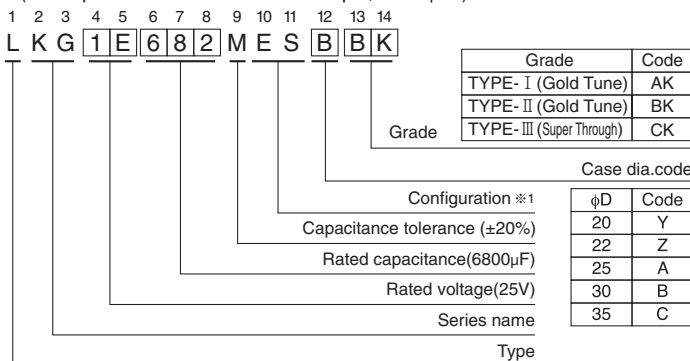 1 2 3 4 5 6 7 8 9 10 11 12 13 14
L K G 1 E 6 8 2 M E S B B K
Grade Code
TYPE-Ⅰ (Gold Tune) AK
TYPE-Ⅱ (Gold Tune) BK
TYPE-Ⅲ (Super Through) CK
Grade
Case dia.code
Configuration ※1
Capacitance tolerance (±20%)
Rated capacitance(6800µF)
Rated voltage(25V)
Series name
Type
ϕD Code
20 Y
22 Z
25 A
30 B
35 C